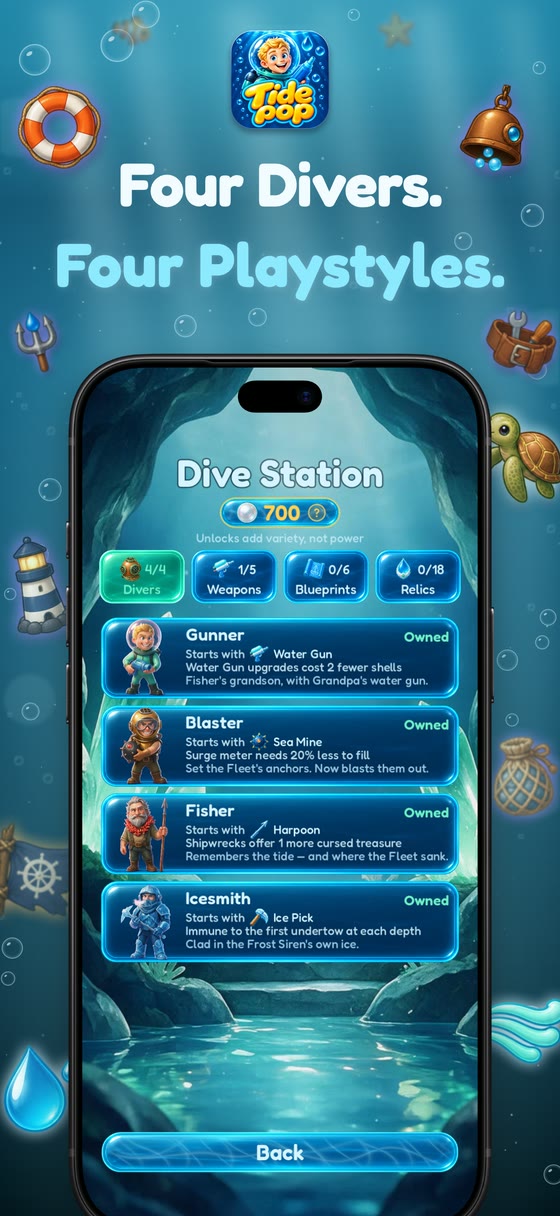 Tide
pop
Four Divers.
Four Playstyles.
Dive Station
700 ?
Unlocks add variety, not power
4/4
Divers
1/5
Weapons
0/6
Blueprints
0/18
Relics
Gunner
Owned
Starts with Water Gun
Water Gun upgrades cost 2 fewer shells
Fisher's grandson, with Grandpa's water gun.
Blaster
Owned
Starts with Sea Mine
Surge meter needs 20% less to fill
Set the Fleet's anchors. Now blasts them out.
Fisher
Owned
Starts with Harpoon
Shipwrecks offer 1 more cursed treasure
Remembers the tide — and where the Fleet sank.
Icesmith
Owned
Starts with Ice Pick
Immune to the first undertow at each depth
Clad in the Frost Siren's own ice.
Back